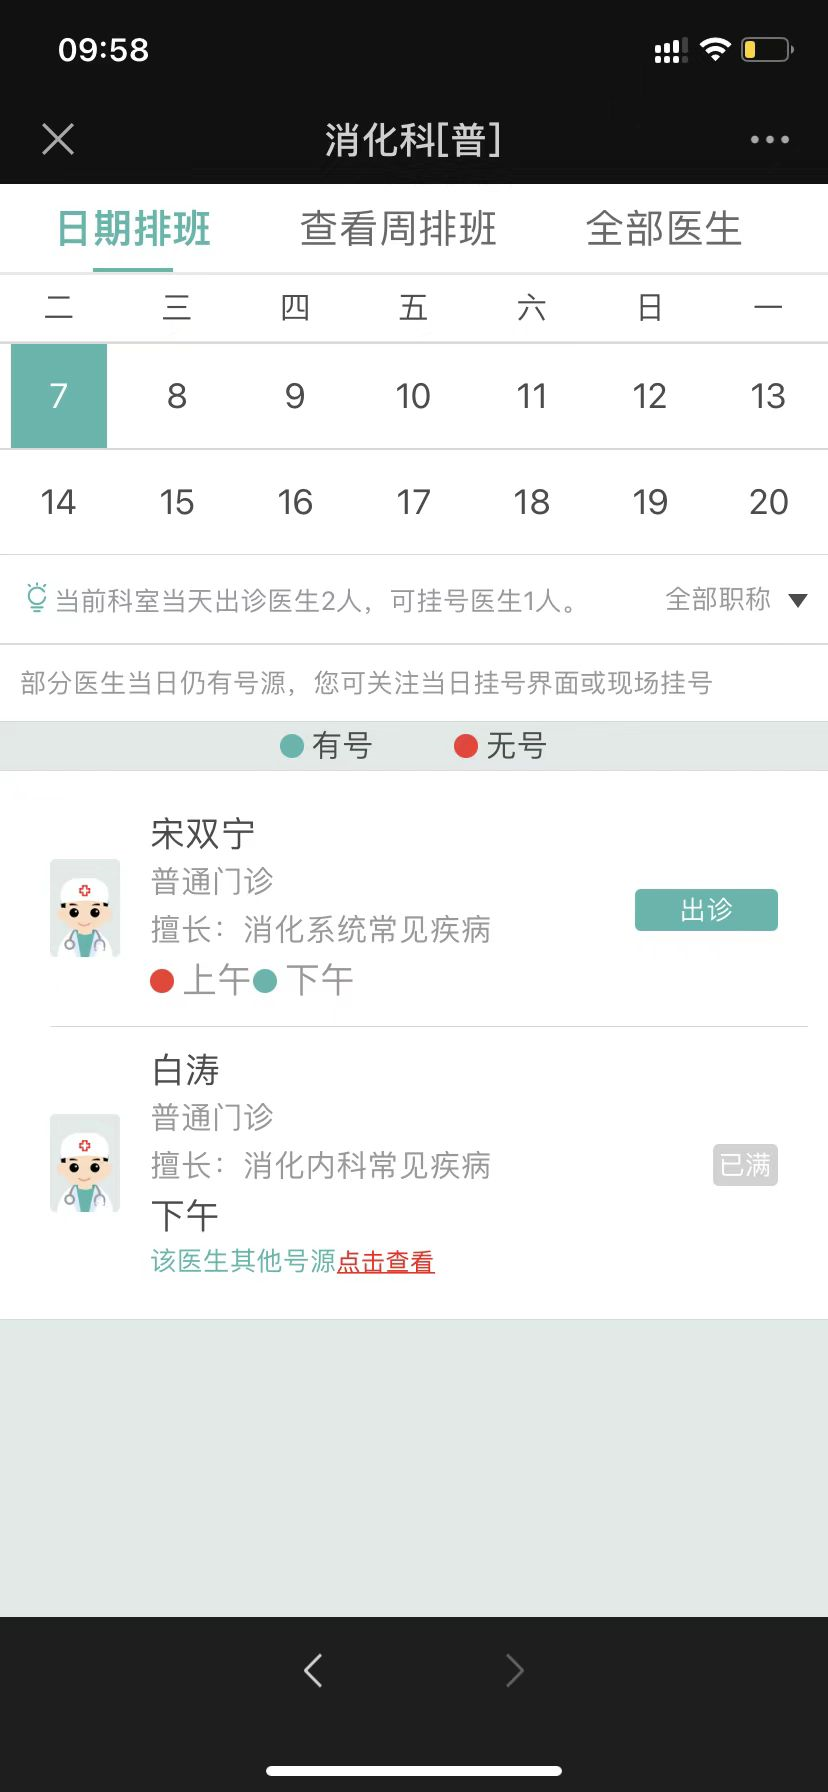 09:58
消化科[普]
日期排班 查看周排班 全部医生
二 三 四 五 六 日 一
7 8 9 10 11 12 13
14 15 16 17 18 19 20
当前科室当天出诊医生2人，可挂号医生1人。 全部职称
部分医生当日仍有号源，您可关注当日挂号界面或现场挂号
有号 无号
宋双宁
普通门诊
擅长：消化系统常见疾病
出诊
上午 下午
白涛
普通门诊
擅长：消化内科常见疾病
已满
下午
该医生其他号源点击查看